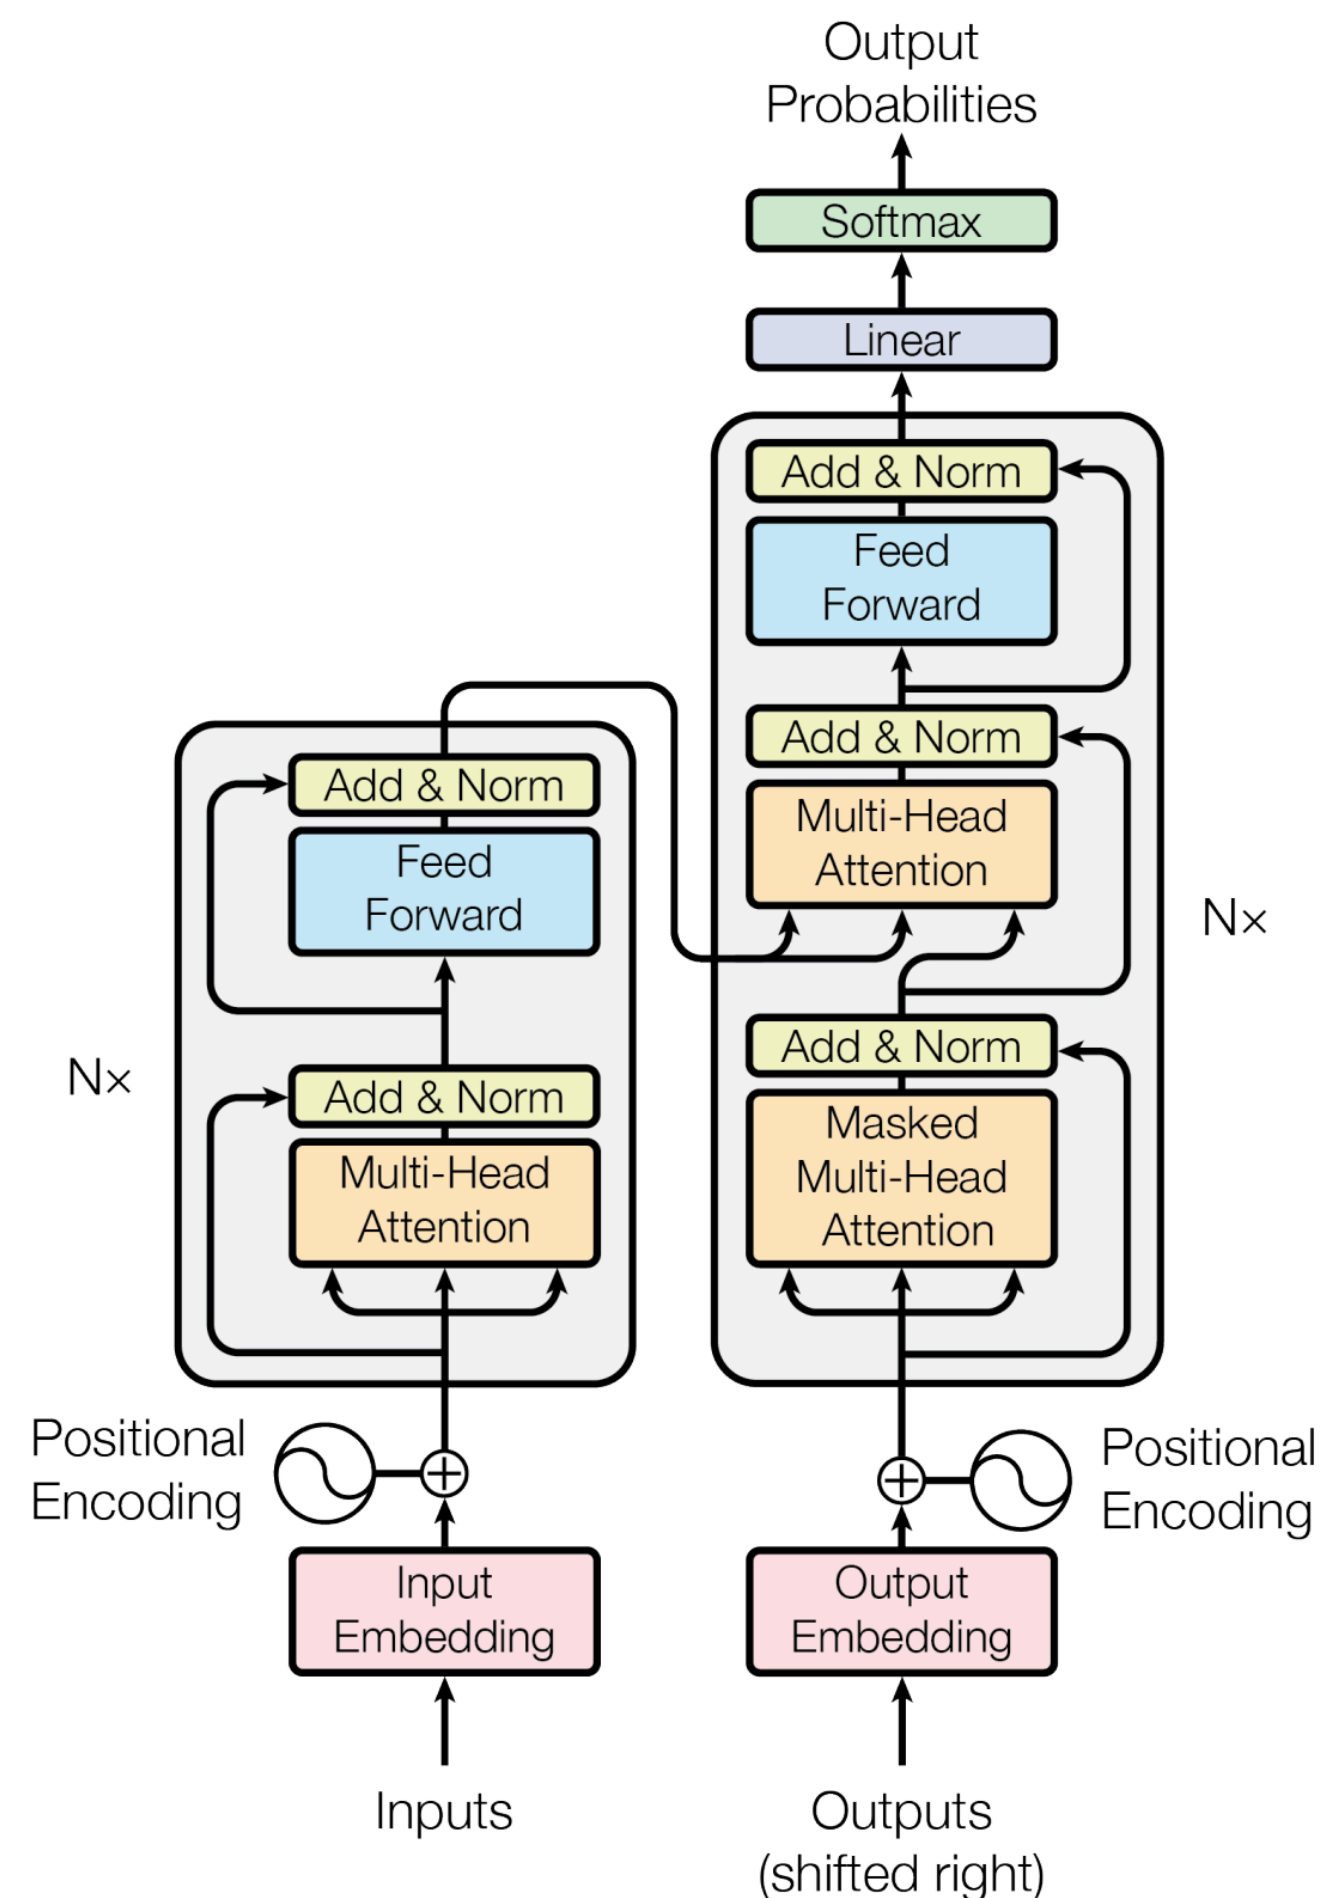 Output
Probabilities
Softmax
Linear
Add & Norm
Feed
Forward
Add & Norm
Multi-Head
Attention
Add & Norm
Masked
Multi-Head
Attention
Nx
Add & Norm
Feed
Forward
Add & Norm
Multi-Head
Attention
Nx
Positional
Encoding
Positional
Encoding
Input
Embedding
Output
Embedding
Inputs
Outputs
(shifted right)